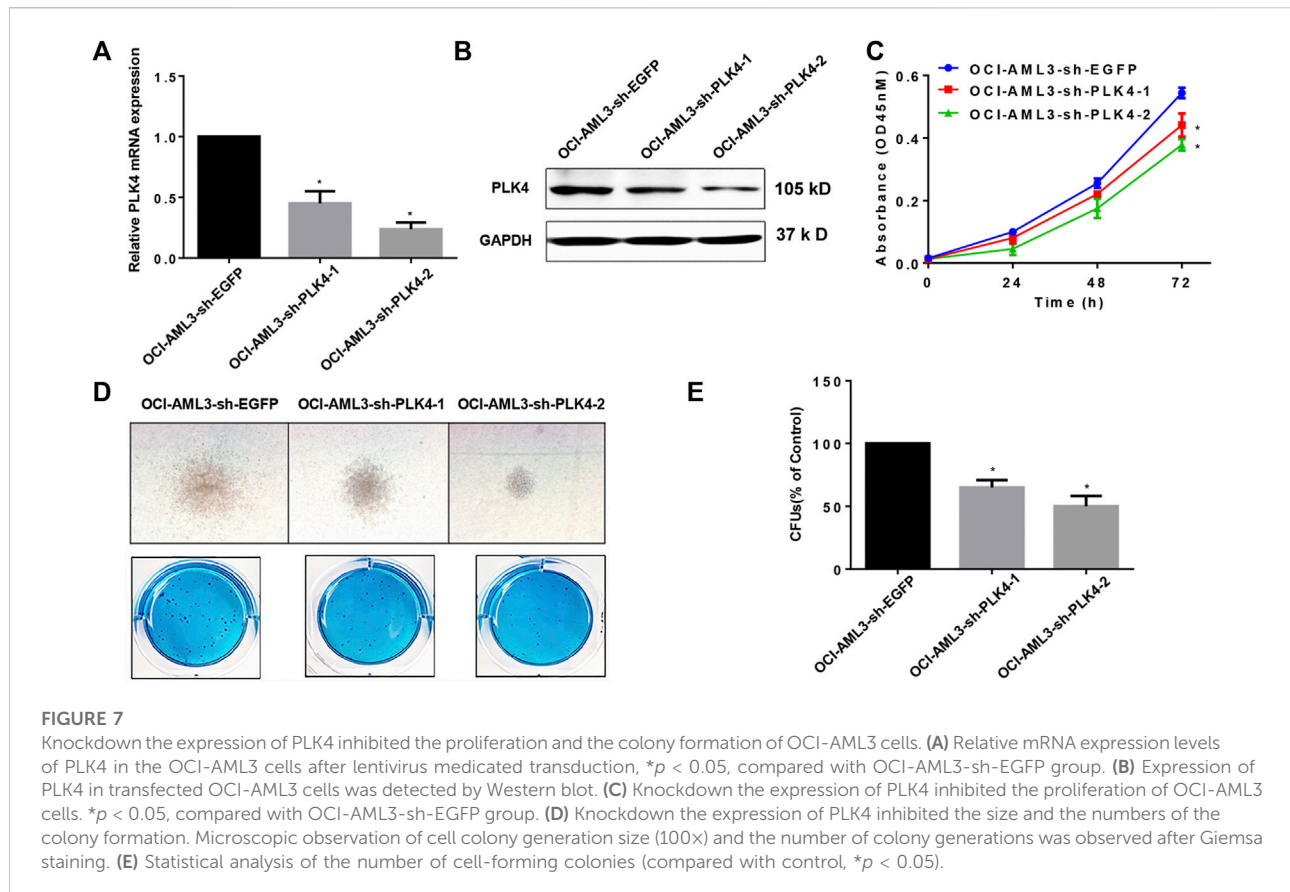 A
Relative PLK4 mRNA expression
1.5
1.0
0.5
0.0
*
*
OCI-AML3-sh-EGFP
OCI-AML3-sh-PLK4-1
OCI-AML3-sh-PLK4-2
B
OCI-AML3-sh-EGFP
OCI-AML3-sh-PLK4-1
OCI-AML3-sh-PLK4-2
PLK4
105 kD
GAPDH
37 k D
C
OCI-AML3-sh-EGFP
OCI-AML3-sh-PLK4-1
OCI-AML3-sh-PLK4-2
Absorbance (OD45nM)
0.6
0.4
0.2
0.0
*
*
0 24 48 72
Time (h)
D
OCI-AML3-sh-EGFP OCI-AML3-sh-PLK4-1 OCI-AML3-sh-PLK4-2
E
CFUs(% of Control)
150
100
50
0
*
*
OCI-AML3-sh-EGFP
OCI-AML3-sh-PLK4-1
OCI-AML3-sh-PLK4-2
FIGURE 7
Knockdown the expression of PLK4 inhibited the proliferation and the colony formation of OCI-AML3 cells. (A) Relative mRNA expression levels
of PLK4 in the OCI-AML3 cells after lentivirus medicated transduction, *p < 0.05, compared with OCI-AML3-sh-EGFP group. (B) Expression of
PLK4 in transfected OCI-AML3 cells was detected by Western blot. (C) Knockdown the expression of PLK4 inhibited the proliferation of OCI-AML3
cells. *p < 0.05, compared with OCI-AML3-sh-EGFP group. (D) Knockdown the expression of PLK4 inhibited the size and the numbers of the
colony formation. Microscopic observation of cell colony generation size (100×) and the number of colony generations was observed after Giemsa
staining. (E) Statistical analysis of the number of cell-forming colonies (compared with control, *p < 0.05).